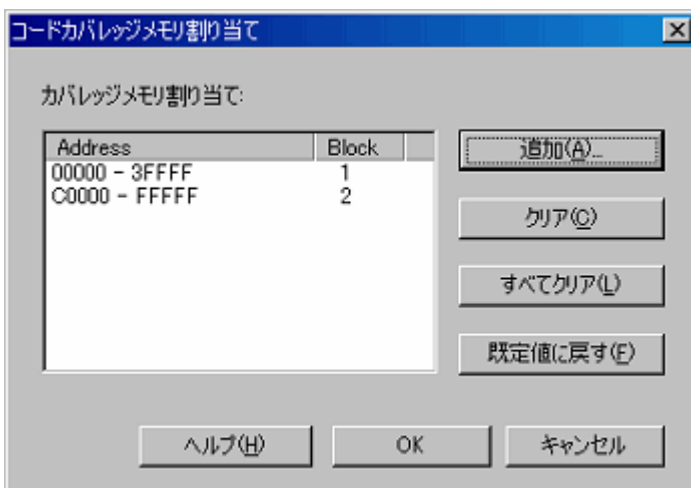 コードカバレッジメモリ割り当て
カバレッジメモリ割り当て:
Address Block
00000 - 3FFFF 1
C0000 - FFFFF 2
追加(A)...
クリア(C)
すべてクリア(L)
既定値に戻す(F)
ヘルプ(H) OK キャンセル